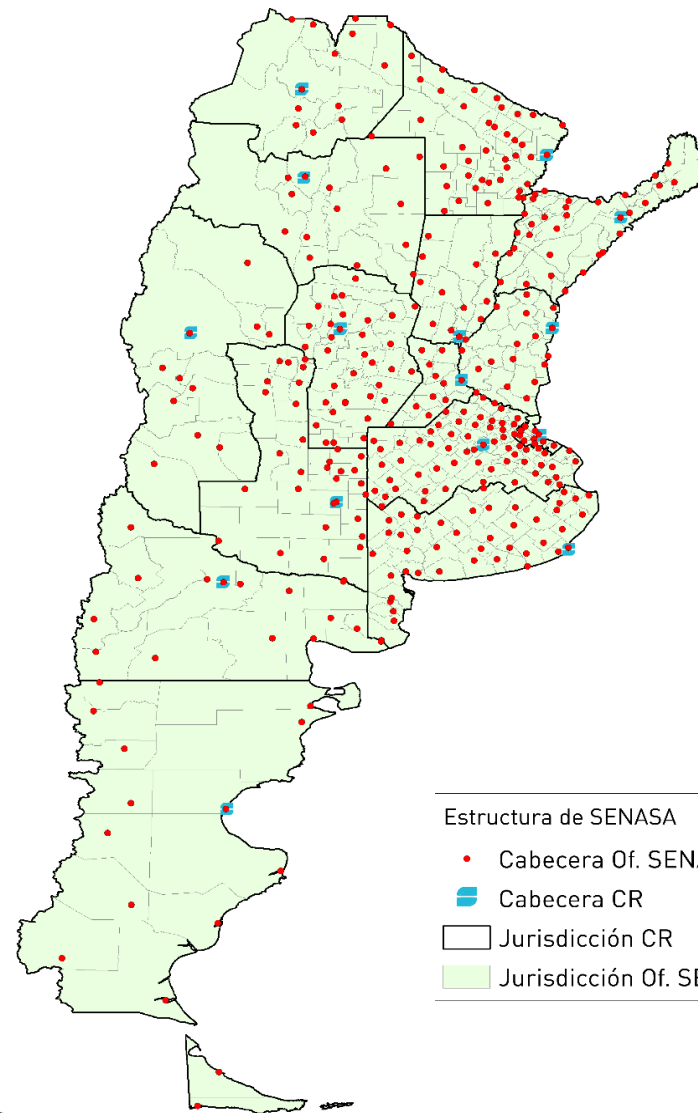 Estructura de SENASA
Cabecera Of.
Cabecera CR
Jurisdicción CR
Jurisdicción Of.